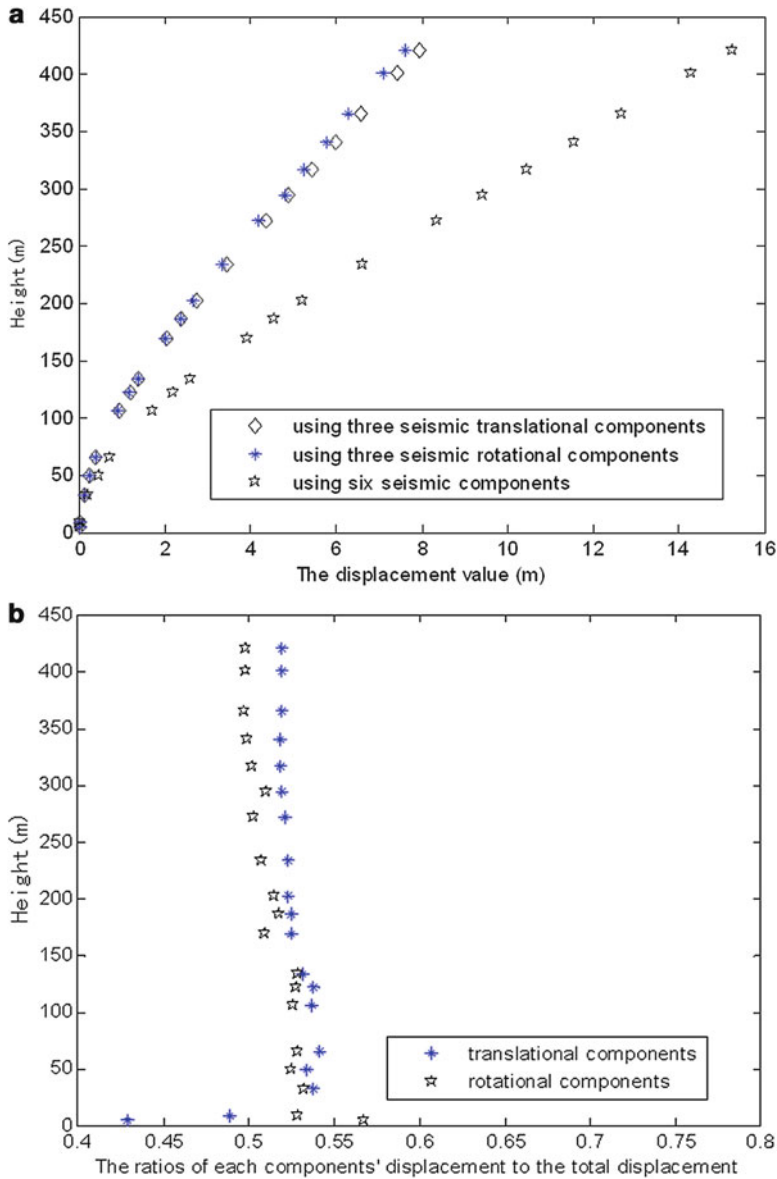 a
450
400
350
300
250
200
150
100
50
0
Height(m)
using three seismic translational components
using three seismic rotational components
using six seismic components
0 2 4 6 8 10 12 14 16
The displacement value (m)
b
450
400
350
300
250
200
150
100
50
0
Height(m)
translational components
rotational components
0.4 0.45 0.5 0.55 0.6 0.65 0.7 0.75 0.8
The ratios of each components' displacement to the total displacement